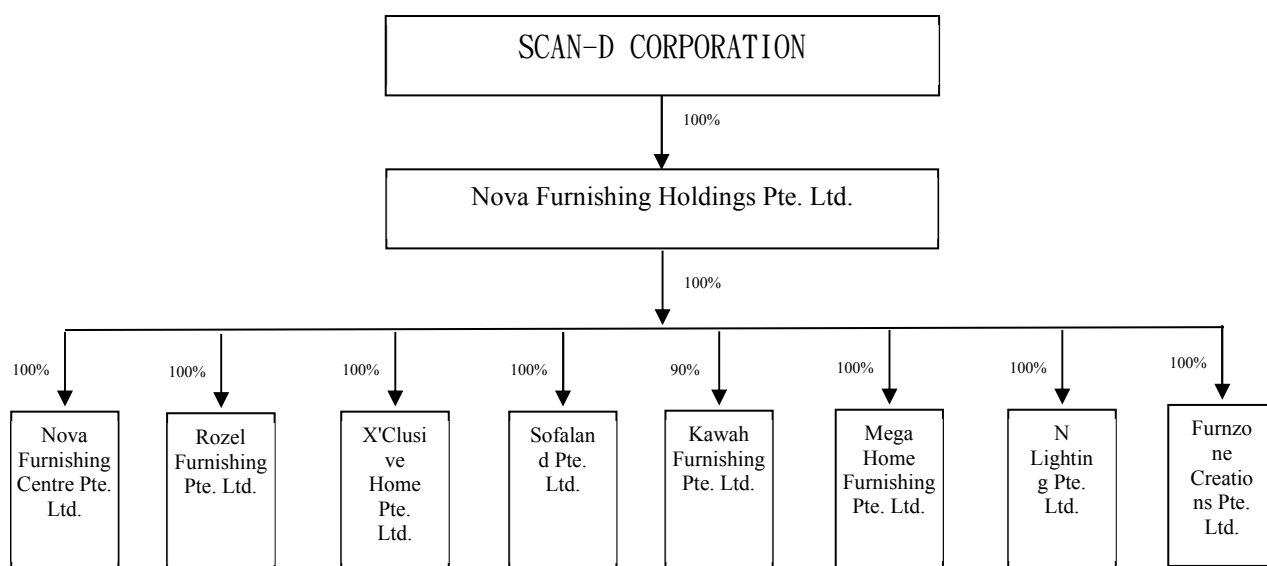 SCAN-D CORPORATION
100%
Nova Furnishing Holdings Pte. Ltd.
100%
100%
100%
100%
100%
90%
100%
100%
100%
Nova
Furnishing
Centre Pte.
Ltd.
Rozel
Furnishing
Pte. Ltd.
X'Clusi
ve
Home
Pte.
Ltd.
Sofalan
d Pte.
Ltd.
Kawah
Furnishing
Pte. Ltd.
Mega
Home
Furnishing
Pte. Ltd.
N
Lightin
g Pte.
Ltd.
Furnzo
ne
Creatio
ns Pte.
Ltd.